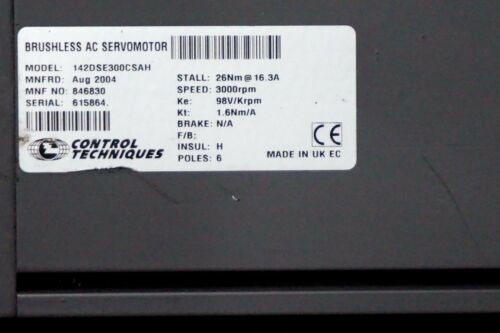 BRUSHLESS AC SERVOMOTOR
MODEL: 142DSE300CSAH
MNFRD: Aug 2004
MNF NO: 846830
SERIAL: 615864.
CONTROL
TECHNIQUES
STALL: 26Nm@16.3A
SPEED: 3000rpm
Ke: 98V/Krpm
Kt: 1.6Nm/A
BRAKE: N/A
F/B:
INSUL: H
POLES: 6
CE
MADE IN UK EC